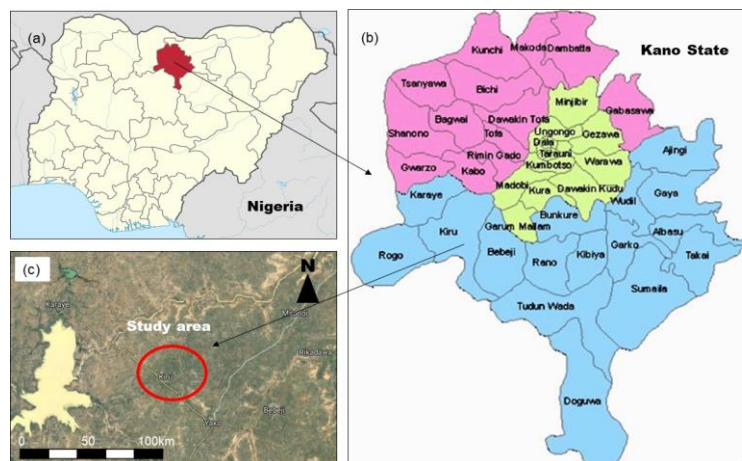 (a)
Nigeria
(b)
Kano State
Kunchi
Makoda
Dambatta
Tsanyawa
Bichi
Minjibir
Gabasawa
Bagwai
Dawakin Tofa
Shanono
Tofa
Ungongo
Gezawa
Dala
Ajingi
Tarauni
Rimin Gado
Kumbotso
Warawa
Gwarzo
Kabo
Madobi
Kura
Dawakin Kudu
Gaya
Karaye
Wudil
Bunkure
Kiru
Garum Mallam
Albasu
Rogo
Bebeji
Rano
Kibiya
Garko
Takai
Sumaila
Tudun Wada
Doguwa
(c)
N
Karaye
Study area
Kiru
Yako
Bebeji
0 50 100km